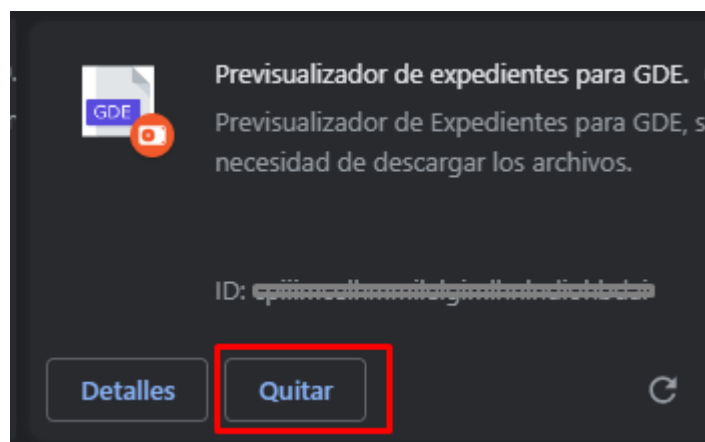 GDE
Previsualizador de expedientes para GDE.
Previsualizador de Expedientes para GDE, s
necesidad de descargar los archivos.
ID:
Detalles
Quitar